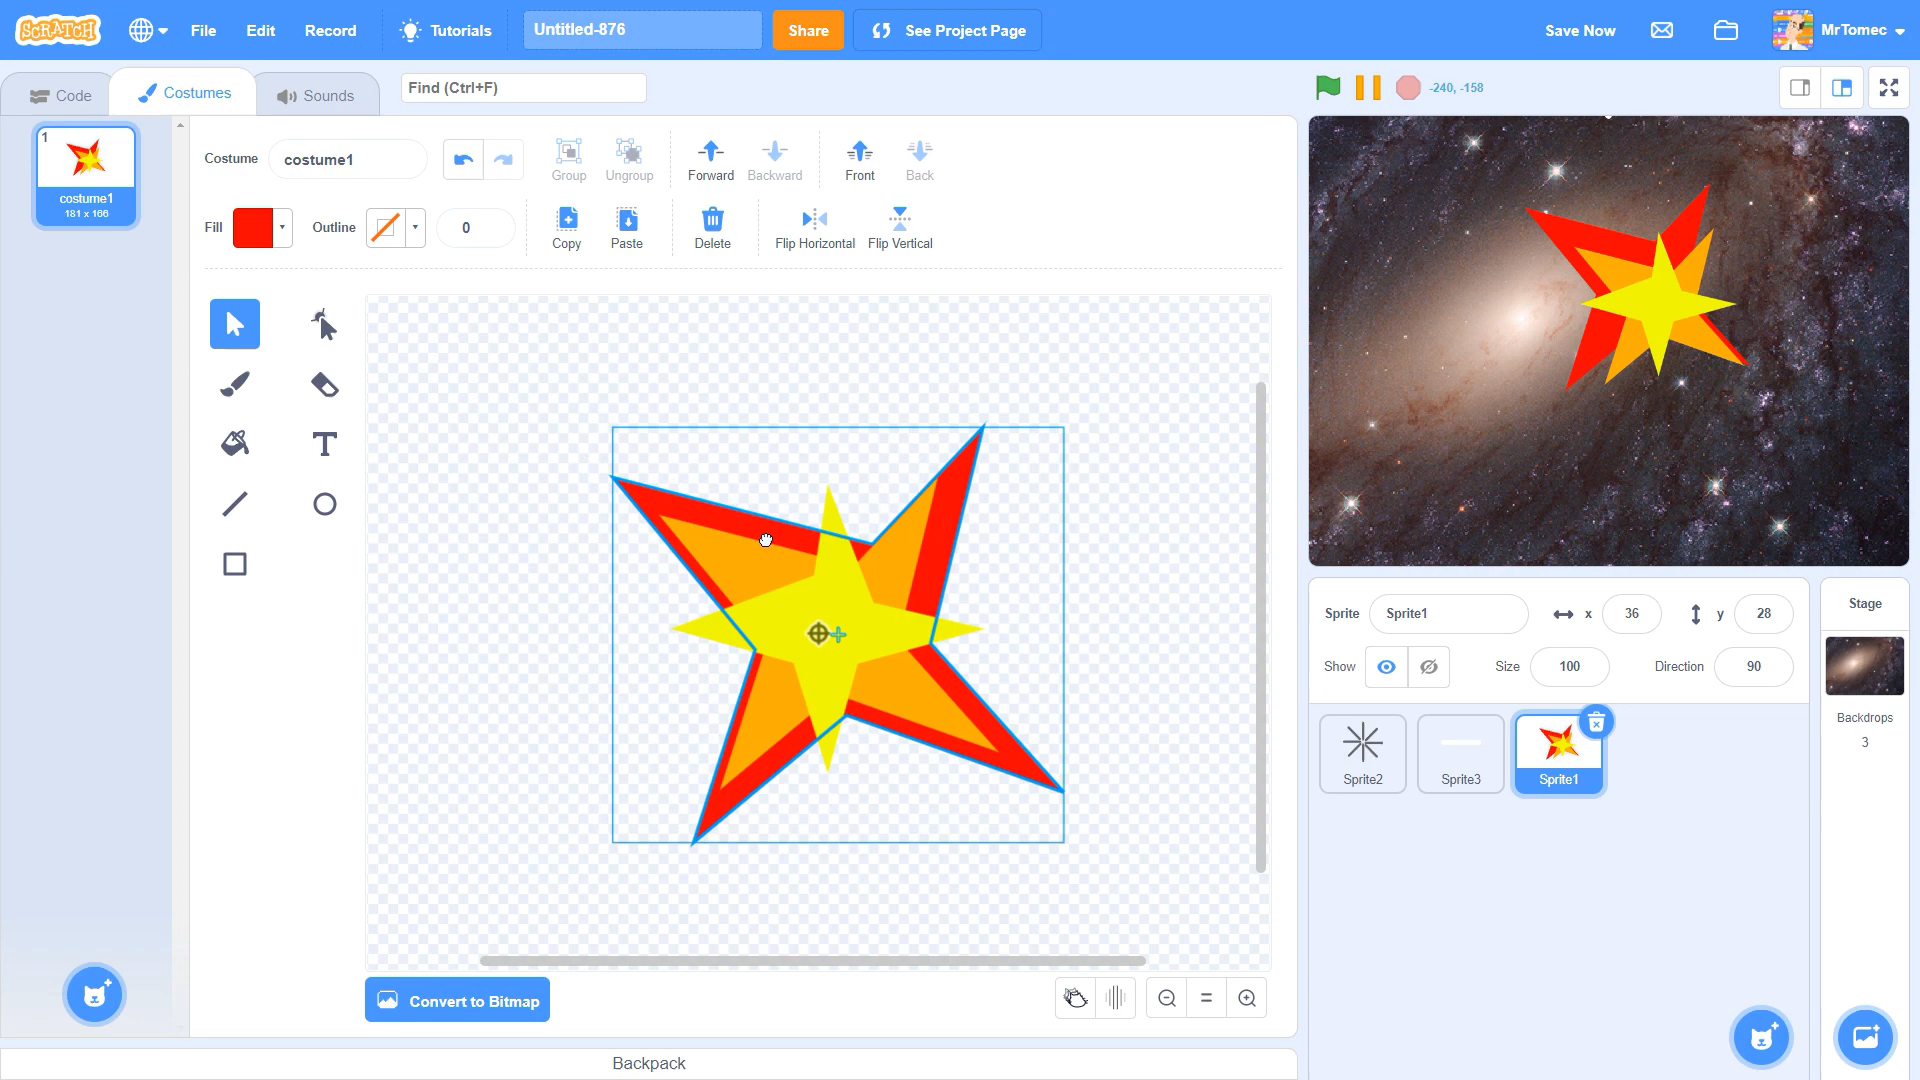 SCRATCH
File
Edit
Record
Tutorials
Untitled-876
Share
See Project Page
Save Now
MrTomec
Code
Costumes
Sounds
Find (Ctrl+F)
-240, -158
1
costume1
181 x 166
Costume
costume1
Group
Ungroup
Forward
Backward
Front
Back
Fill
Outline
0
Copy
Paste
Delete
Flip Horizontal
Flip Vertical
T
Convert to Bitmap
Backpack
Sprite
Sprite1
x
36
y
28
Show
Size
100
Direction
90
Sprite2
Sprite3
Sprite1
Stage
Backdrops
3